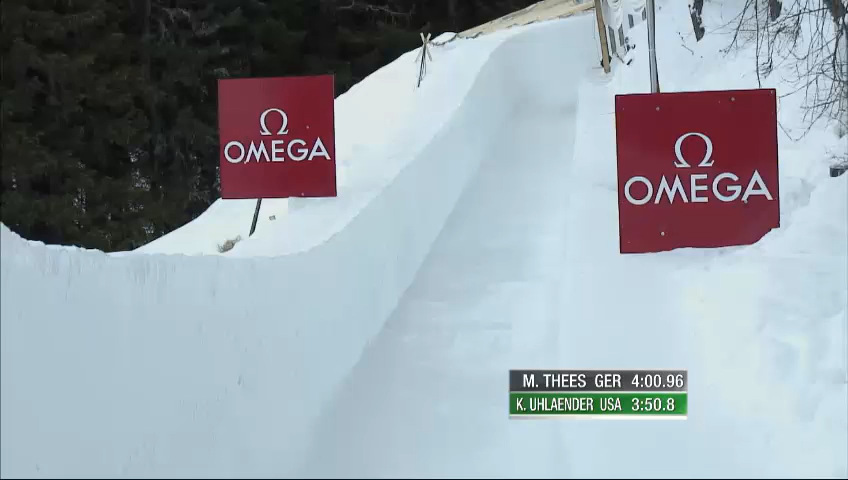 Ω
OMEGA
Ω
OMEGA
M. THEES GER 4:00.96
K. UHLAENDER USA 3:50.8